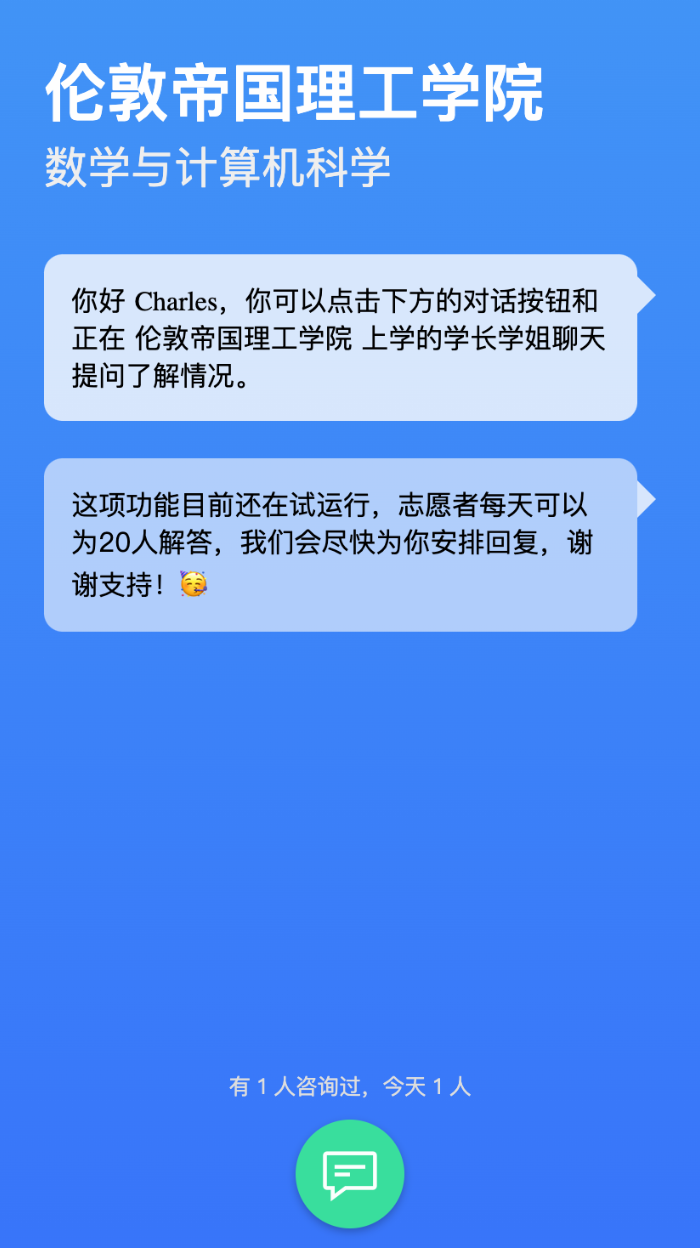 伦敦帝国理工学院
数学与计算机科学
你好 Charles，你可以点击下方的对话按钮和
正在 伦敦帝国理工学院 上学的学长学姐聊天
提问了解情况。
这项功能目前还在试运行，志愿者每天可以
为20人解答，我们会尽快为你安排回复，谢
谢支持！🥳
有 1 人咨询过，今天 1 人